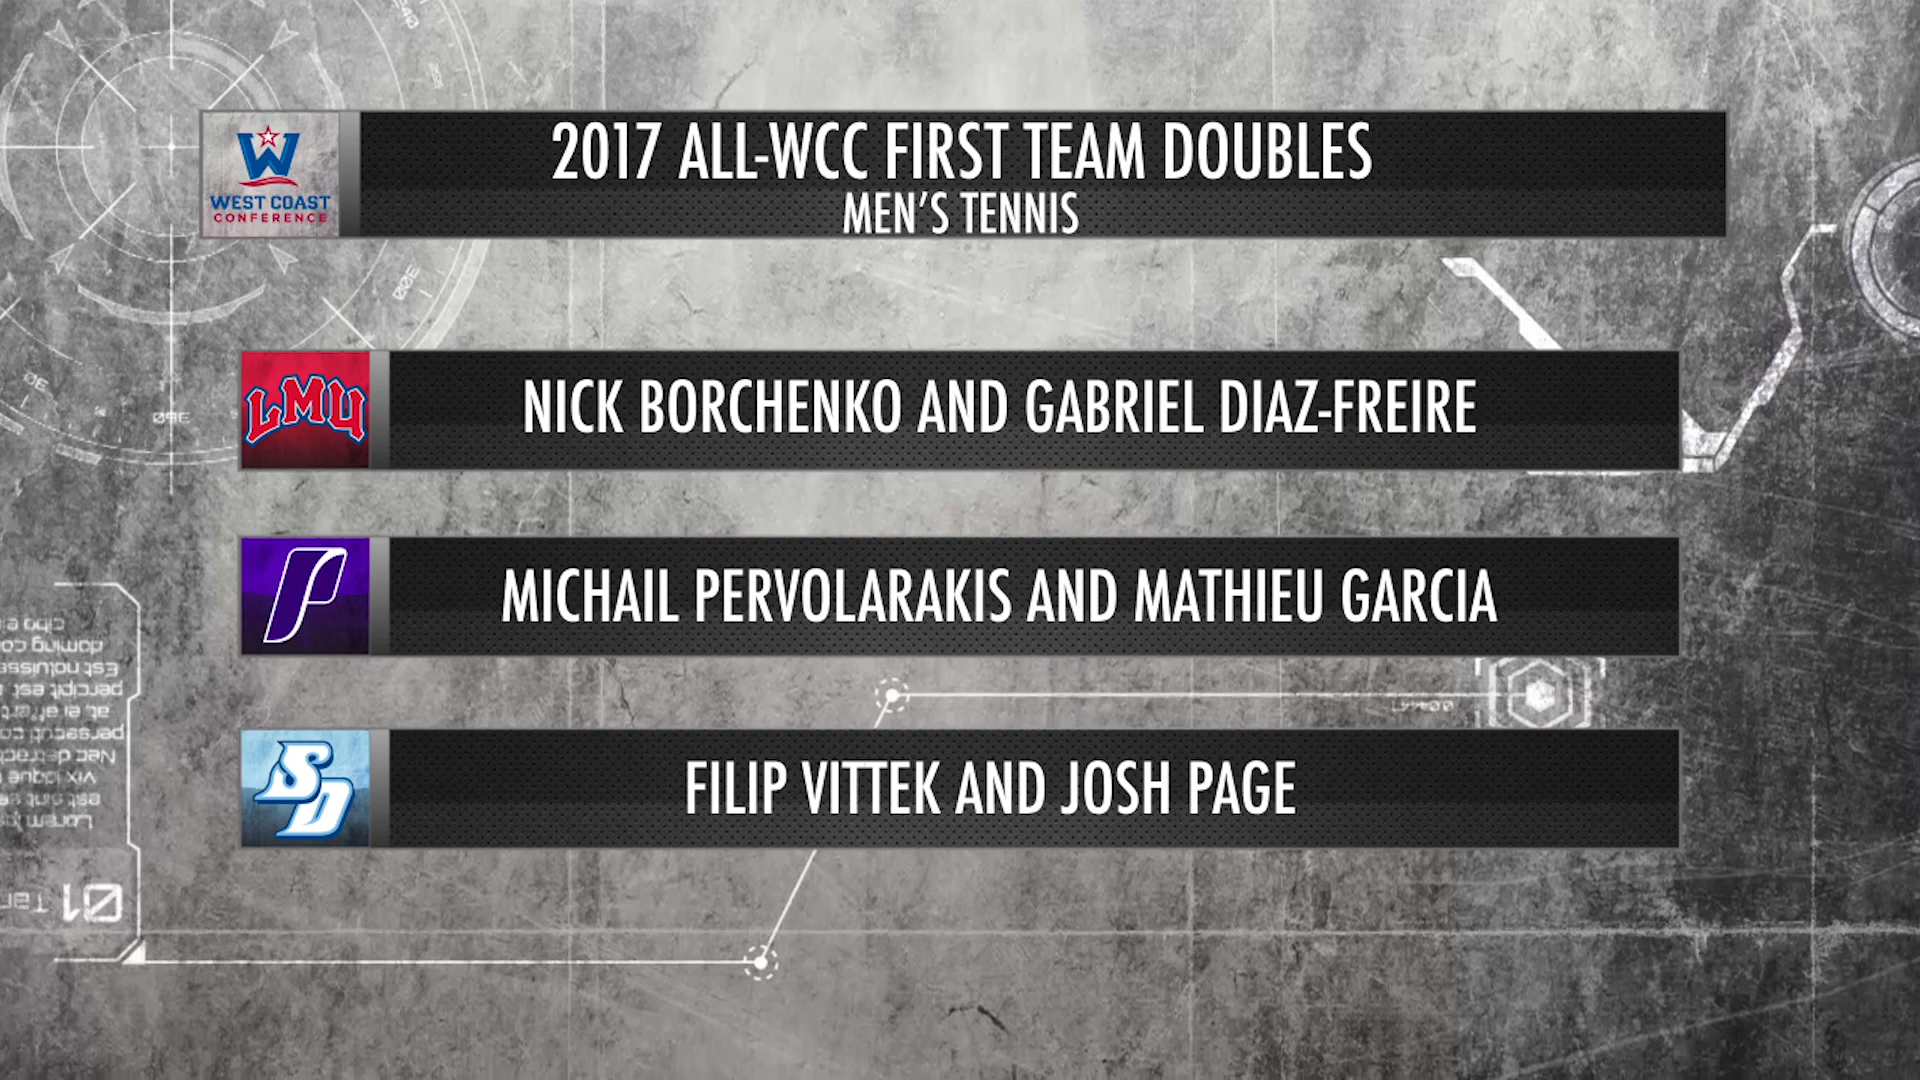 2017 ALL-WCC FIRST TEAM DOUBLES
MEN'S TENNIS
WEST COAST
CONFERENCE
LMU
NICK BORCHENKO AND GABRIEL DIAZ-FREIRE
P
MICHAIL PERVOLARAKIS AND MATHIEU GARCIA
SD
FILIP VITTEK AND JOSH PAGE
01